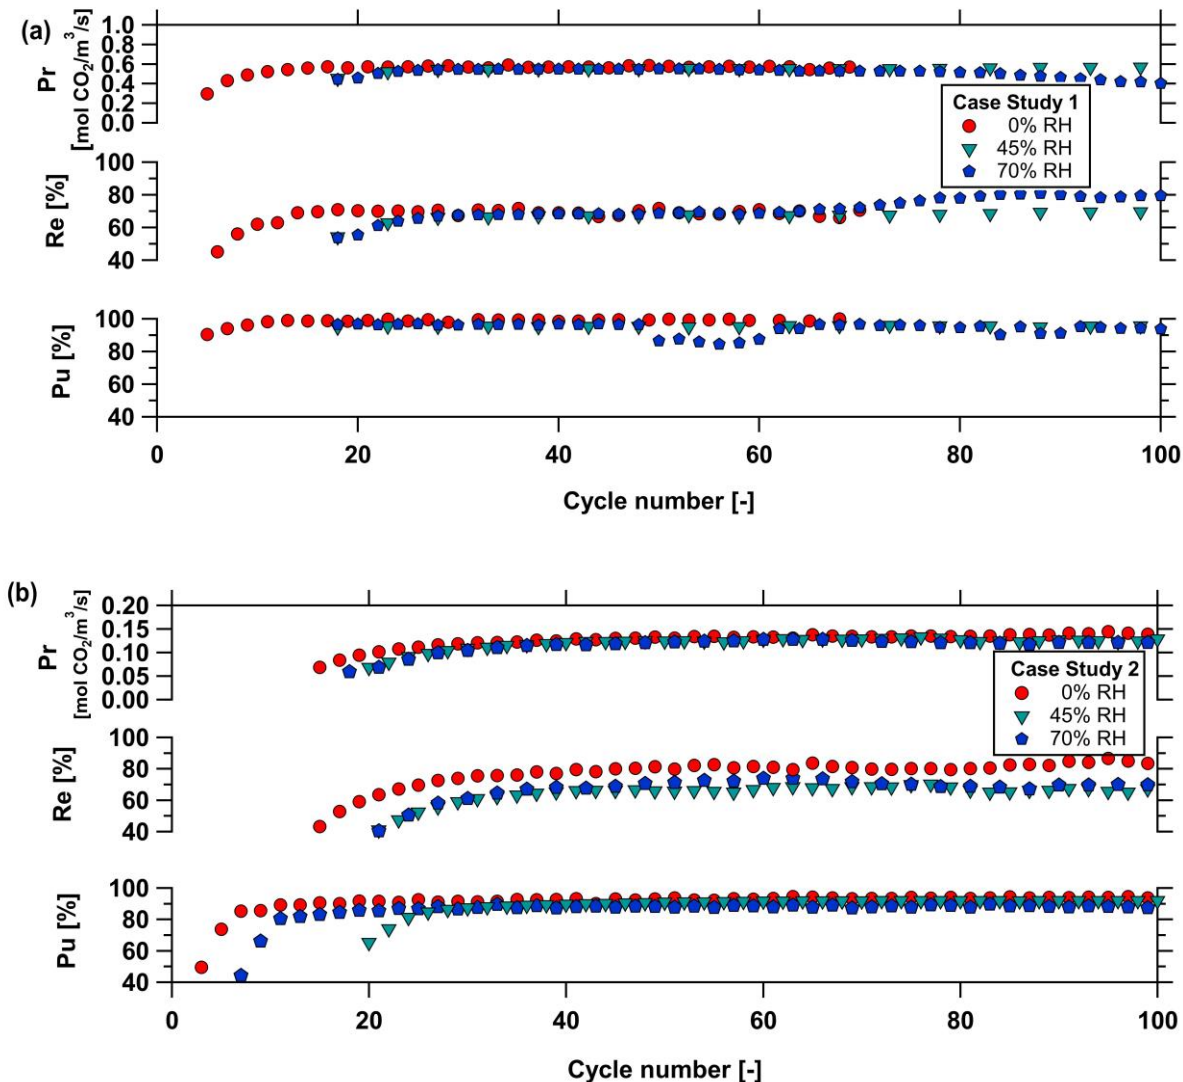 (a)
Pr
[mol CO2/m3/s]
1.0
0.8
0.6
0.4
0.2
0.0
Case Study 1
0% RH
45% RH
70% RH
Re [%]
100
80
60
40
Pu [%]
100
80
60
40
0 20 40 60 80 100
Cycle number [-]
(b)
Pr
[mol CO2/m3/s]
0.20
0.15
0.10
0.05
0.00
Case Study 2
0% RH
45% RH
70% RH
Re [%]
100
80
60
40
Pu [%]
100
80
60
40
0 20 40 60 80 100
Cycle number [-]